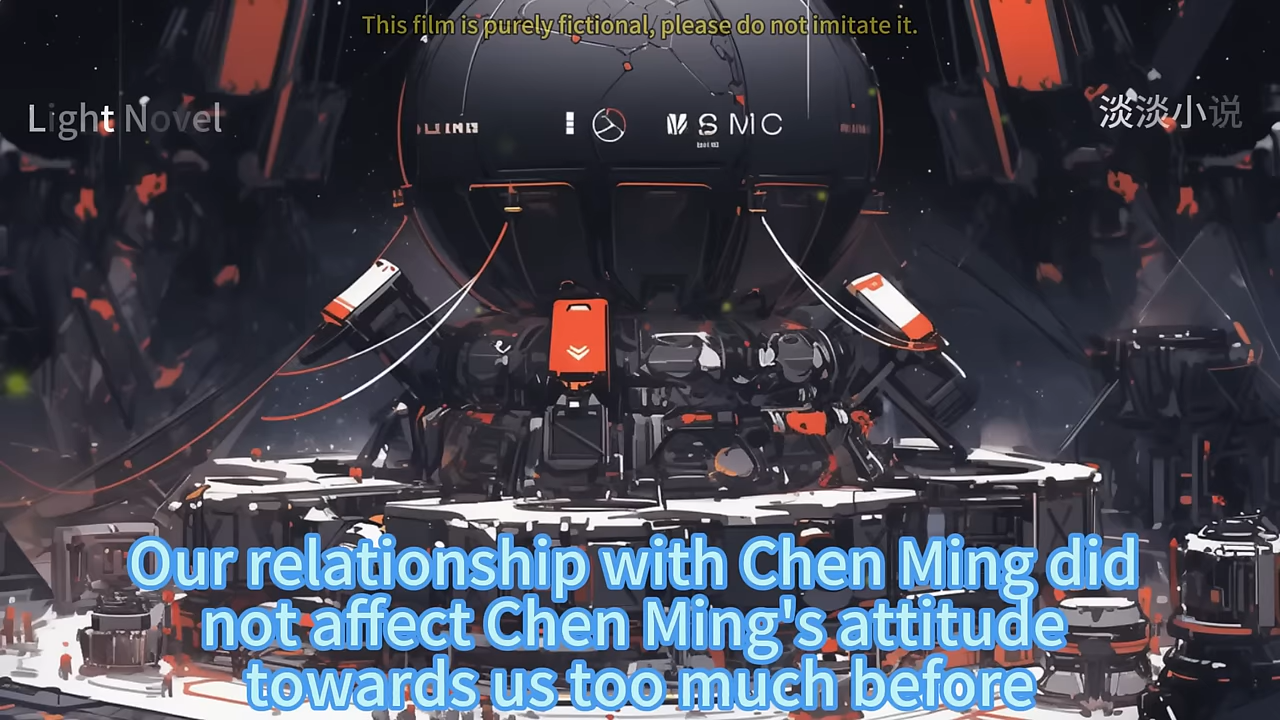 This film is purely fictional, please do not imitate it.
Light Novel
淡淡小说
SMC
Our relationship with Chen Ming did
not affect Chen Ming's attitude
towards us too much before